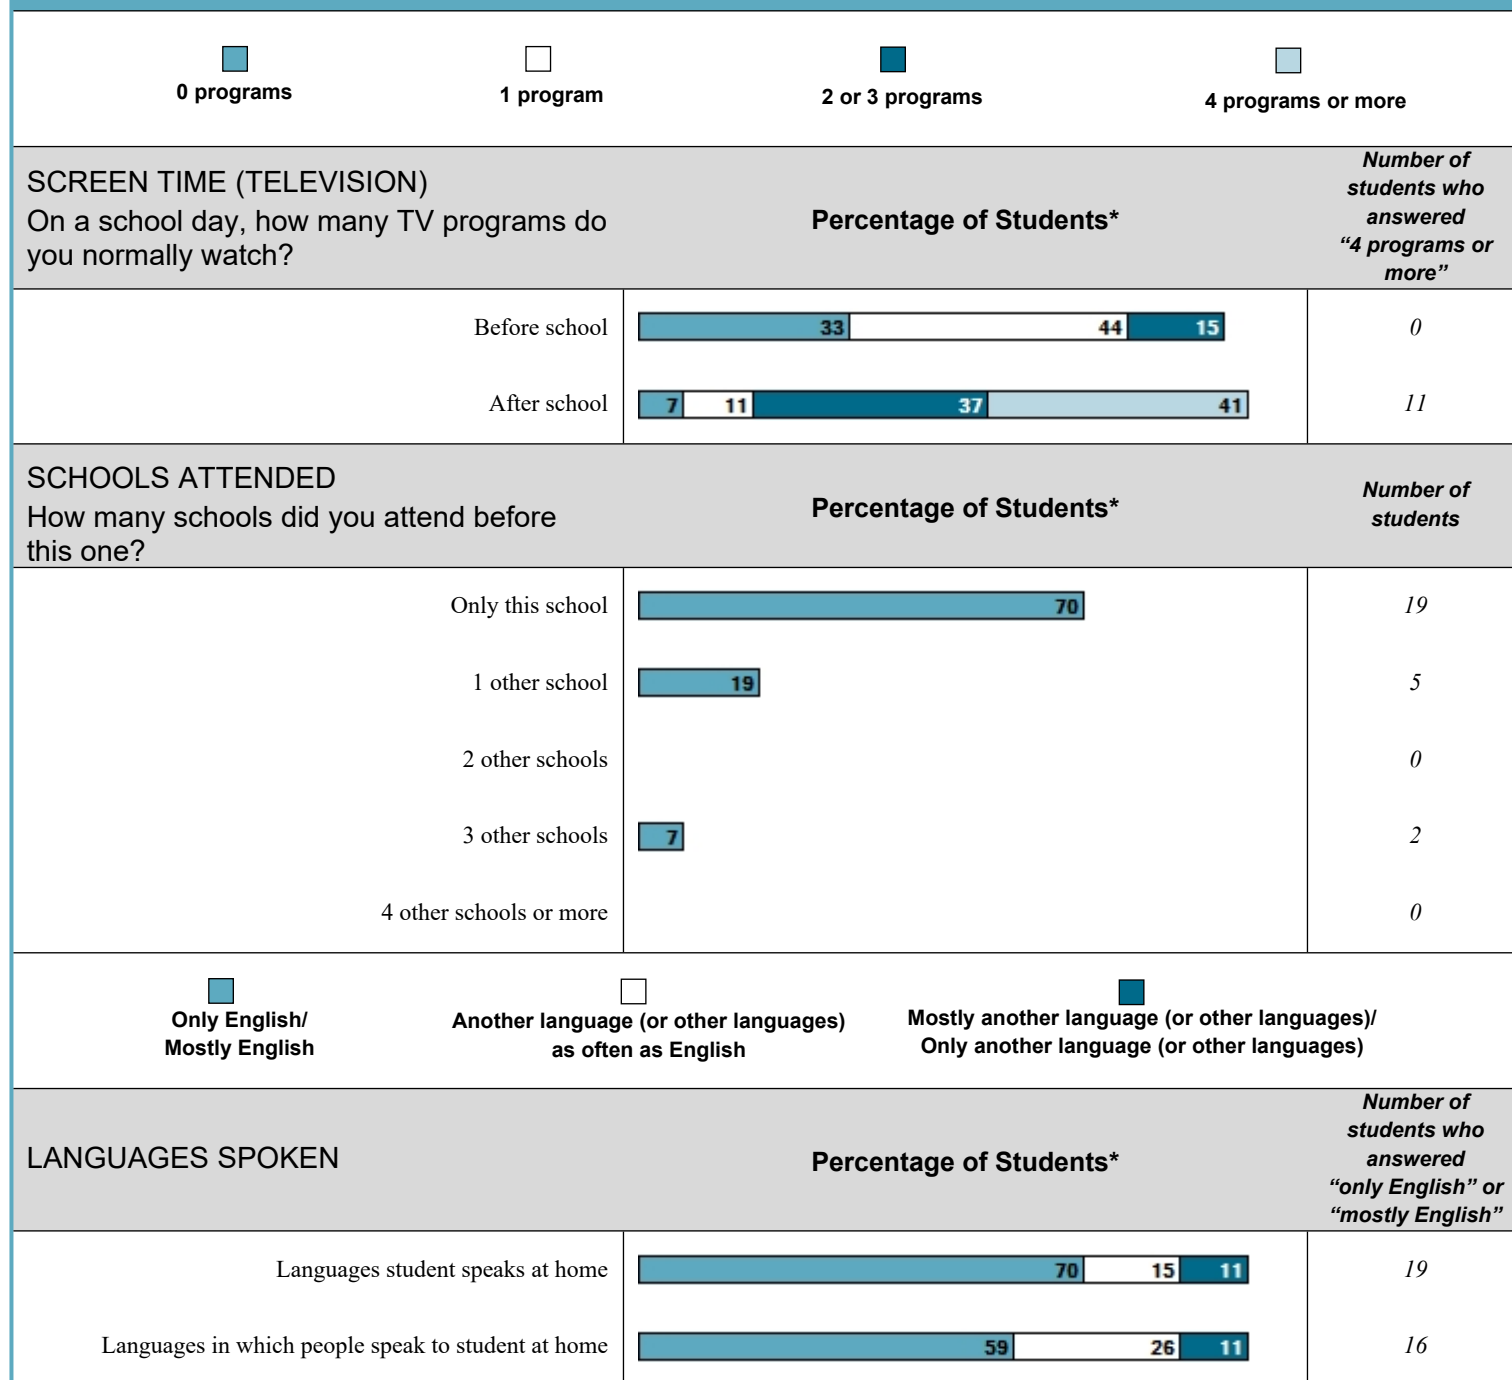 0 programs
1 program
2 or 3 programs
4 programs or more
SCREEN TIME (TELEVISION)
On a school day, how many TV programs do
you normally watch?
Percentage of Students*
Number of
students who
answered
“4 programs or
more”
Before school
33 44 15
0
After school
7 11 37 41
11
SCHOOLS ATTENDED
How many schools did you attend before
this one?
Percentage of Students*
Number of
students
Only this school
70
19
1 other school
19
5
2 other schools
0
3 other schools
7
2
4 other schools or more
0
Only English/
Mostly English
Another language (or other languages)
as often as English
Mostly another language (or other languages)/
Only another language (or other languages)
LANGUAGES SPOKEN
Percentage of Students*
Number of
students who
answered
“only English” or
“mostly English”
Languages student speaks at home
70 15 11
19
Languages in which people speak to student at home
59 26 11
16